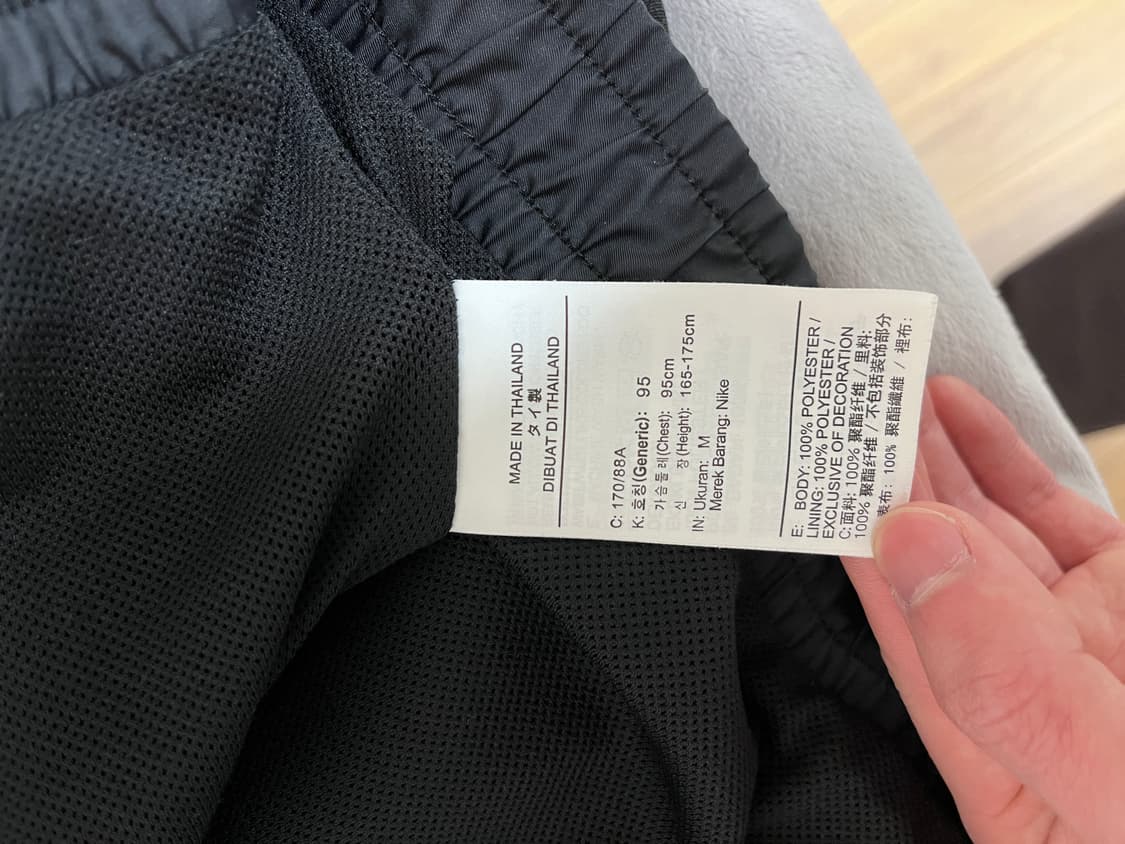 MADE IN THAILAND
タイ製
DIBUAT DI THAILAND
C: 170/88A
K: 호칭(Generic): 95
가슴둘레(Chest): 95cm
신 장(Height): 165-175cm
IN: Ukuran: M
Merek Barang: Nike
E: BODY: 100% POLYESTER /
LINING: 100% POLYESTER /
EXCLUSIVE OF DECORATION
C: 面料: 100% 聚酯纤维 / 里料:
100% 聚酯纤维 / 不包括装饰部分
表布: 100% 聚酯纖維 / 裡布: